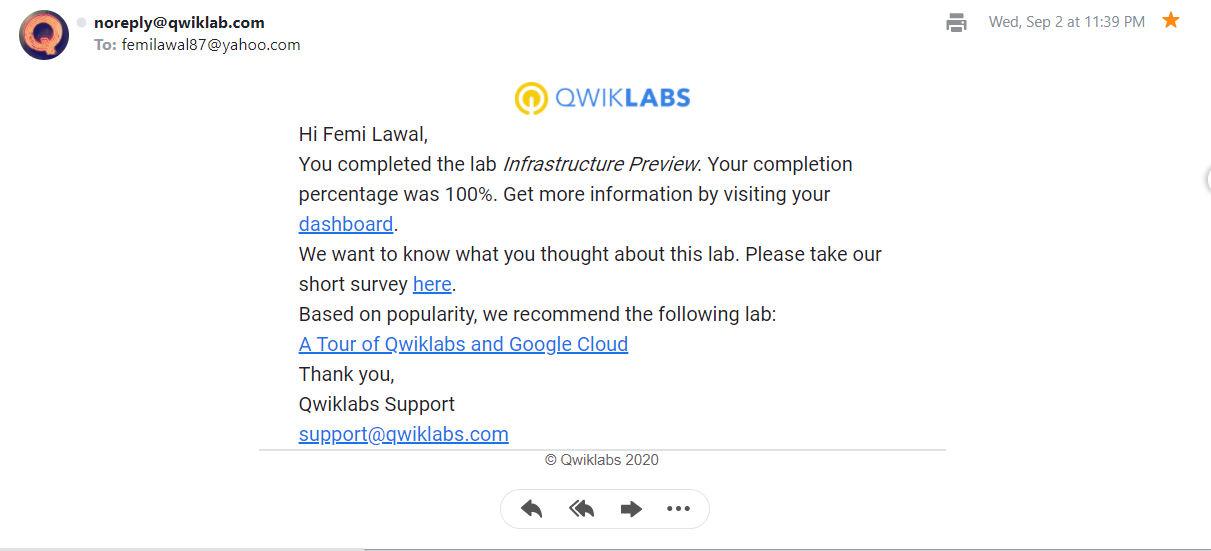 noreply@qwiklab.com
Wed, Sep 2 at 11:39 PM
To: femilawal87@yahoo.com
QWIKLABS
Hi Femi Lawal,
You completed the lab Infrastructure Preview. Your completion
percentage was 100%. Get more information by visiting your
dashboard.
We want to know what you thought about this lab. Please take our
short survey here.
Based on popularity, we recommend the following lab:
A Tour of Qwiklabs and Google Cloud
Thank you,
Qwiklabs Support
support@qwiklabs.com
© Qwiklabs 2020